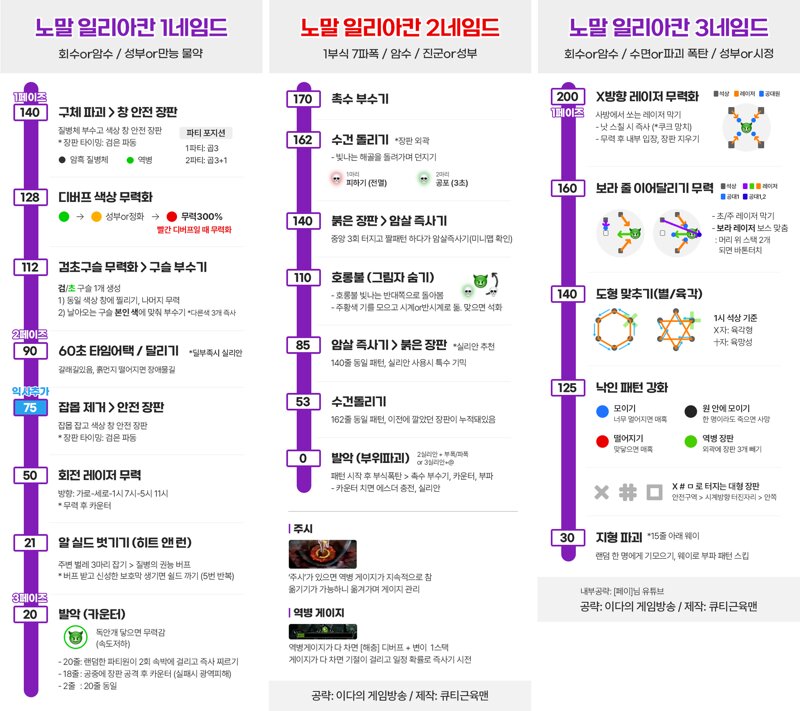 노말 일리아칸 1네임드
회수or암수 / 성부or만능 물약
1페이즈
140
구체 파괴 > 창 안전 장판
질병체 부수고 색상 창 안전 장판
* 장판 타이밍: 검은 파동
암흑 질병체
역병
파티 포지션
1파티: 곱3
2파티: 곱3+1
128
디버프 색상 무력화
→ 성부or정화 → 무력300%
빨간 디버프일 때 무력화
112
검초구슬 무력화 > 구슬 부수기
검/초 구슬 1개 생성
1) 동일 색상 창에 찔리기, 나머지 무력
2) 날아오는 구슬 본인 색에 맞춰 부수기 *다른색 3개 즉사
2페이즈
90
60초 타임어택 / 달리기 *딜부족시 실리안
갈래길있음, 흙먼지 떨어지면 장애물길
익사추가
75
잡몹 제거 > 안전 장판
잡몹 잡고 색상 창 안전 장판
* 장판 타이밍: 검은 파동
50
회전 레이저 무력
방향: 가로-세로-1시 7시-5시 11시
* 무력 후 카운터
21
알 실드 벗기기 (히트 앤 런)
주변 벌레 3마리 잡기 > 질병의 권능 버프
* 버프 받고 신성한 보호막 생기면 쉴드 까기 (5번 반복)
3페이즈
20
발악 (카운터)
독안개 닿으면 무력감
(속도저하)
- 20줄: 랜덤한 파티원이 2회 속박에 걸리고 즉사 찌르기
- 18줄 : 공중에 장판 공격 후 카운터 (실패시 광역피해)
- 2줄 : 20줄 동일
노말 일리아칸 2네임드
1부식 7파폭 / 암수 / 진군or성부
170
촉수 부수기
162
수건 돌리기 *장판 외곽
- 빛나는 해골을 돌려가며 던지기
1마리
피하기 (전멸)
2마리
공포 (3초)
140
붉은 장판 > 암살 즉사기
중앙 3회 터지고 짤패턴 하다가 암살즉사기(미니맵 확인)
110
호롱불 (그림자 숨기)
- 호롱불 빛나는 반대쪽으로 돌아봄
- 주황색 기를 모으고 시계or반시계로 돎. 맞으면 석화
85
암살 즉사기 > 붉은 장판 *실리안 추천
140줄 동일 패턴, 실리안 사용시 특수 기믹
53
수건돌리기
162줄 동일 패턴, 이전에 깔았던 장판이 누적돼있음
0
발악 (부위파괴)
2실리안 + 부폭/파폭
or 3실리안+@
패턴 시작 후 부식폭탄 > 촉수 부수기, 카운터, 부파
- 카운터 치면 에스더 충전, 실리안
주시
'주시'가 있으면 역병 게이지가 지속적으로 참
옮기기가 가능하니 옮겨가며 게이지 관리
역병 게이지
역병게이지가 다 차면 [해충] 디버프 + 변이 1스택
게이지가 다 차면 기절이 걸리고 일정 확률로 즉사기 시전
공략: 이다의 게임방송 / 제작: 큐티근육맨
노말 일리아칸 3네임드
회수or암수 / 수면or파괴 폭탄 / 성부or시정
200
1페이즈
X방향 레이저 무력화
석상 레이저 공대원
사방에서 쏘는 레이저 막기
- 낫 스칠 시 즉사 (*쿠크 망치)
- 무력 후 내부 입장, 장판 지우기
160
보라 줄 이어달리기 무력
석상 / 레이저
공대1 공대1,2
- 초/주 레이저 막기
- 보라 레이저 보스 맞춤
: 머리 위 스택 2개
되면 바톤터치
140
도형 맞추기(별/육각)
1시 석상 기준
X자: 육각형
十자: 육망성
125
낙인 패턴 강화
모이기
너무 멀어지면 매혹
원 안에 모이기
한 명이라도 죽으면 사망
떨어지기
맞닿으면 매혹
역병 장판
외곽에 장판 3개 빼기
X # ㅁ 로 터지는 대형 장판
안전구역 > 시계방향 터진자리 > 안쪽
30
지형 파괴 *15줄 아래 웨이
랜덤 한 명에게 기모으기, 웨이로 부파 패턴 스킵
내부공략: [페이]님 유튜브
공략: 이다의 게임방송 / 제작: 큐티근육맨